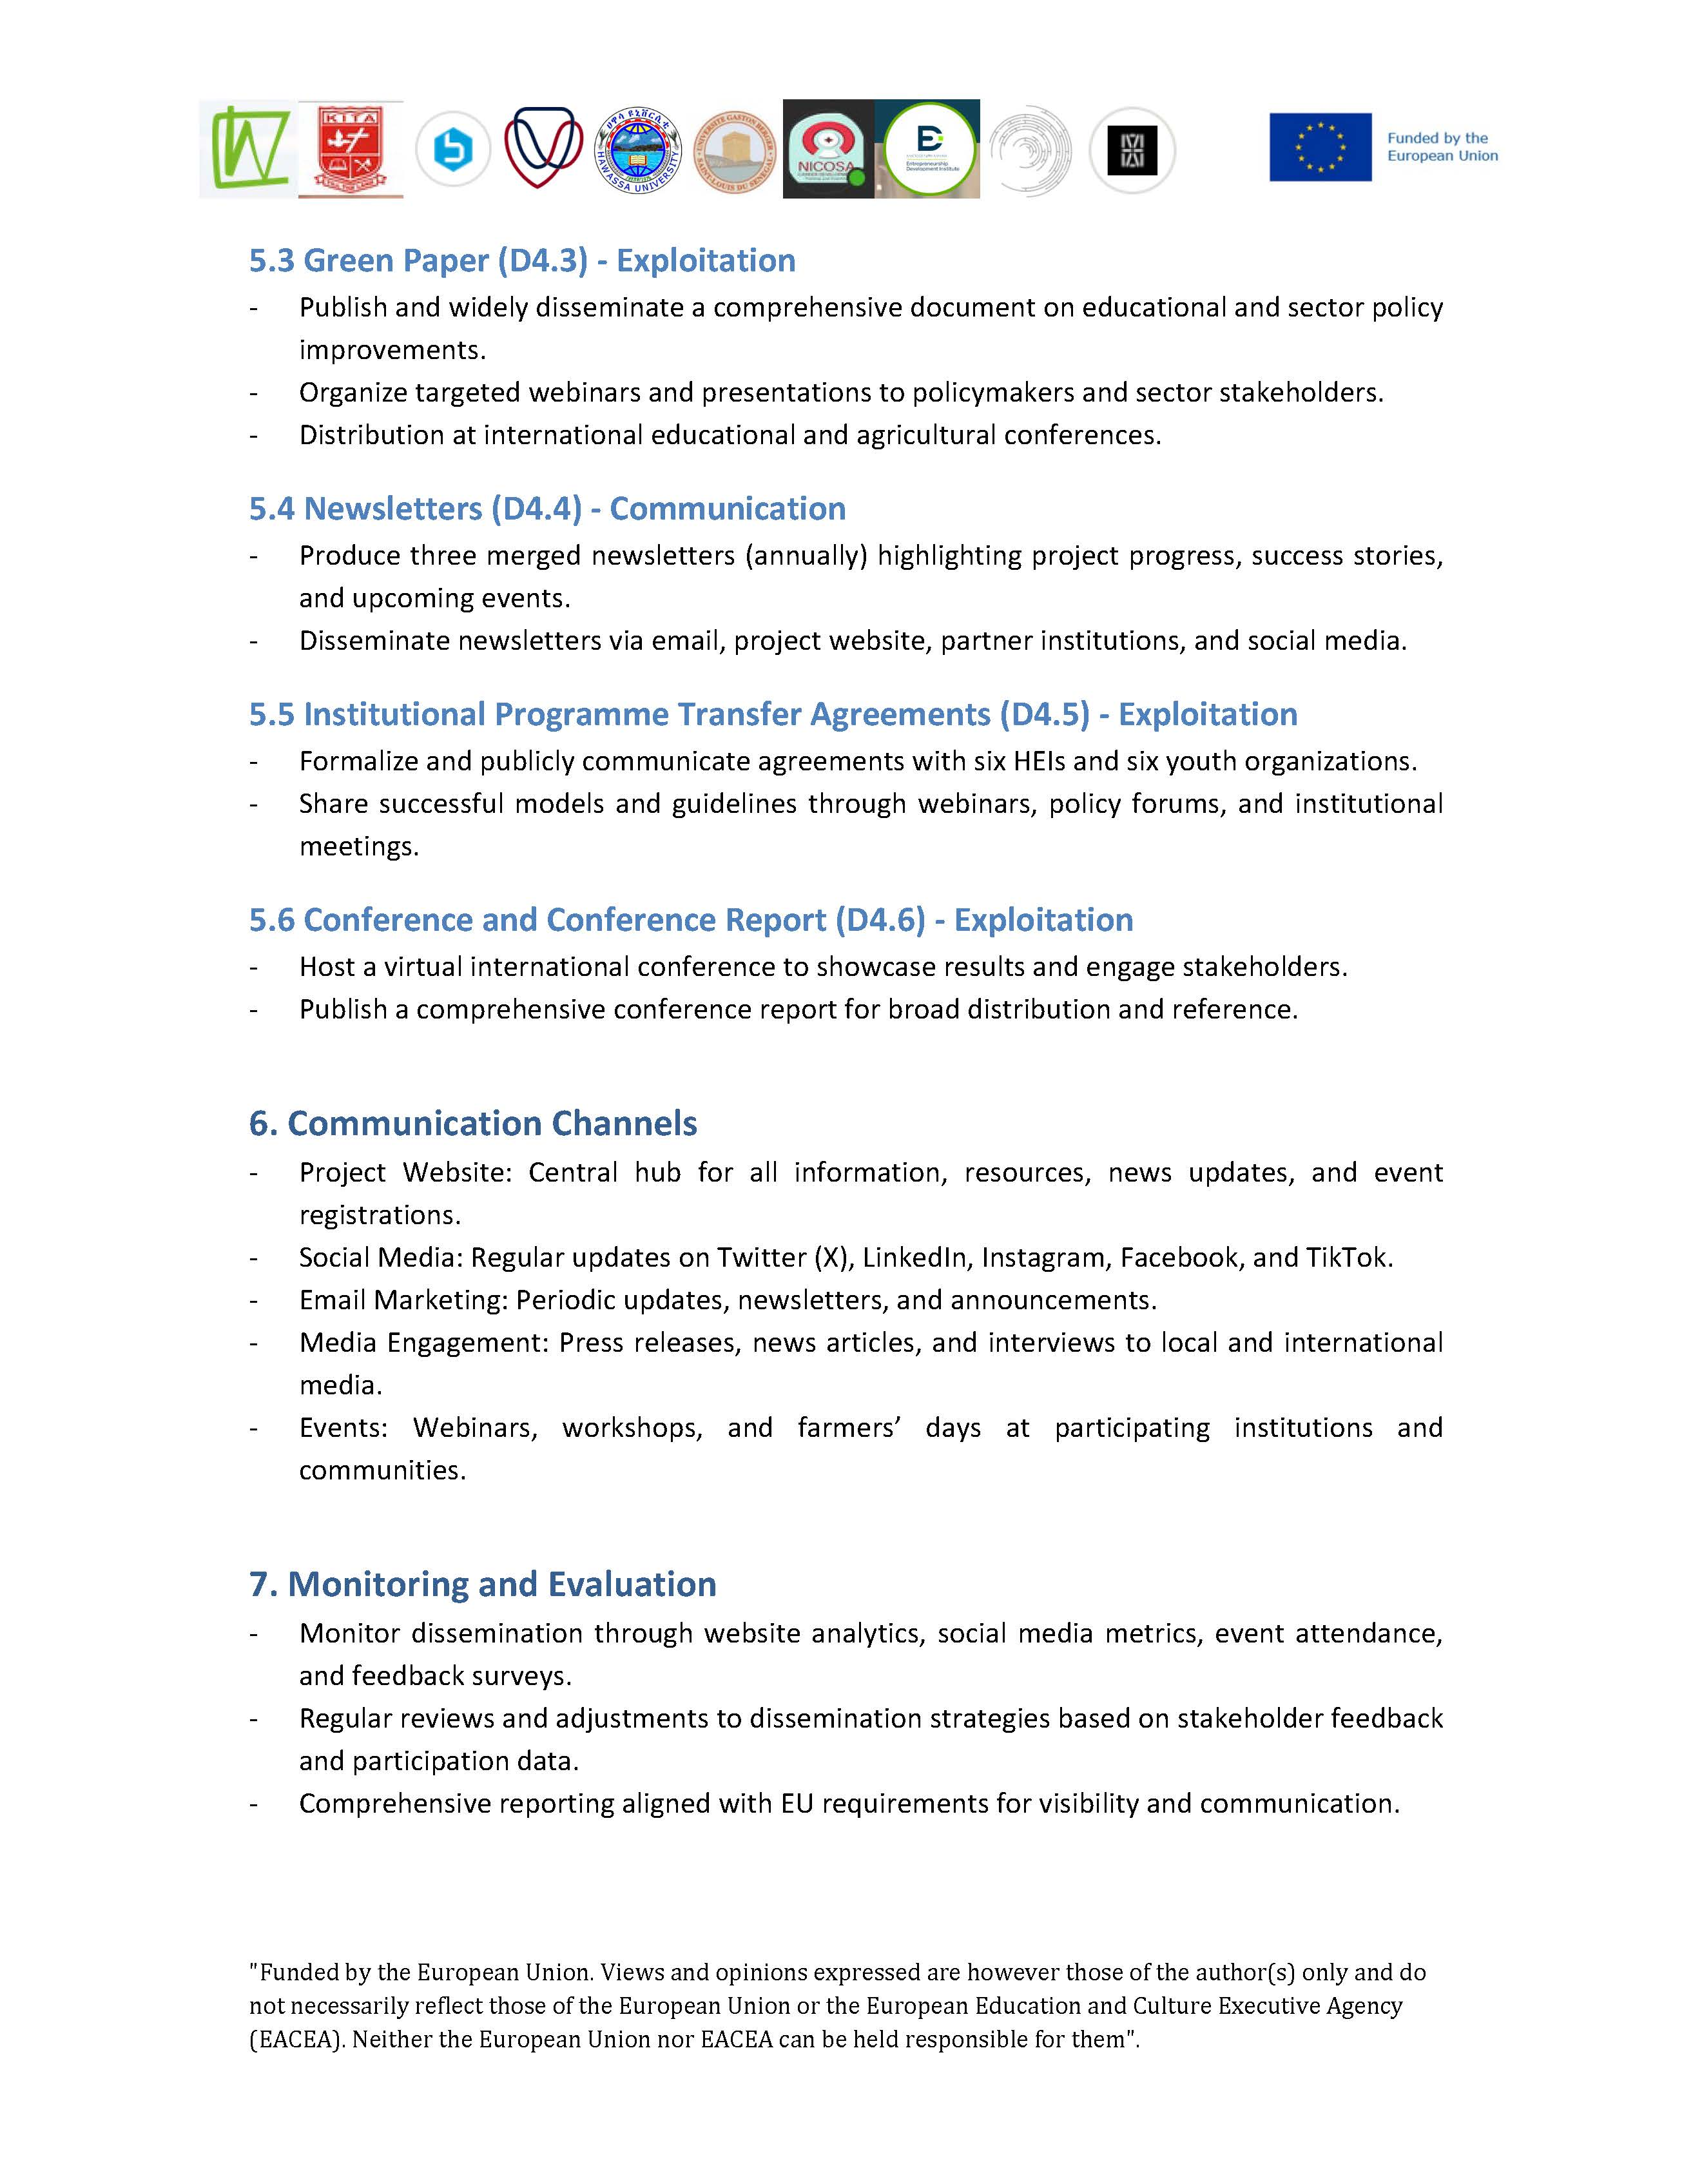 KITA
HAWASSA UNIVERSITY
UNIVERSITE GASTON BERGER
SAINT-LOUIS DU SENEGAL
NICOSA
Entrepreneurship
Development Institute
Funded by the
European Union
5.3 Green Paper (D4.3) - Exploitation
- Publish and widely disseminate a comprehensive document on educational and sector policy
improvements.
- Organize targeted webinars and presentations to policymakers and sector stakeholders.
- Distribution at international educational and agricultural conferences.
5.4 Newsletters (D4.4) - Communication
- Produce three merged newsletters (annually) highlighting project progress, success stories,
and upcoming events.
- Disseminate newsletters via email, project website, partner institutions, and social media.
5.5 Institutional Programme Transfer Agreements (D4.5) - Exploitation
- Formalize and publicly communicate agreements with six HEIs and six youth organizations.
- Share successful models and guidelines through webinars, policy forums, and institutional
meetings.
5.6 Conference and Conference Report (D4.6) - Exploitation
- Host a virtual international conference to showcase results and engage stakeholders.
- Publish a comprehensive conference report for broad distribution and reference.
6. Communication Channels
- Project Website: Central hub for all information, resources, news updates, and event
registrations.
- Social Media: Regular updates on Twitter (X), LinkedIn, Instagram, Facebook, and TikTok.
- Email Marketing: Periodic updates, newsletters, and announcements.
- Media Engagement: Press releases, news articles, and interviews to local and international
media.
- Events: Webinars, workshops, and farmers’ days at participating institutions and
communities.
7. Monitoring and Evaluation
- Monitor dissemination through website analytics, social media metrics, event attendance,
and feedback surveys.
- Regular reviews and adjustments to dissemination strategies based on stakeholder feedback
and participation data.
- Comprehensive reporting aligned with EU requirements for visibility and communication.
"Funded by the European Union. Views and opinions expressed are however those of the author(s) only and do
not necessarily reflect those of the European Union or the European Education and Culture Executive Agency
(EACEA). Neither the European Union nor EACEA can be held responsible for them".